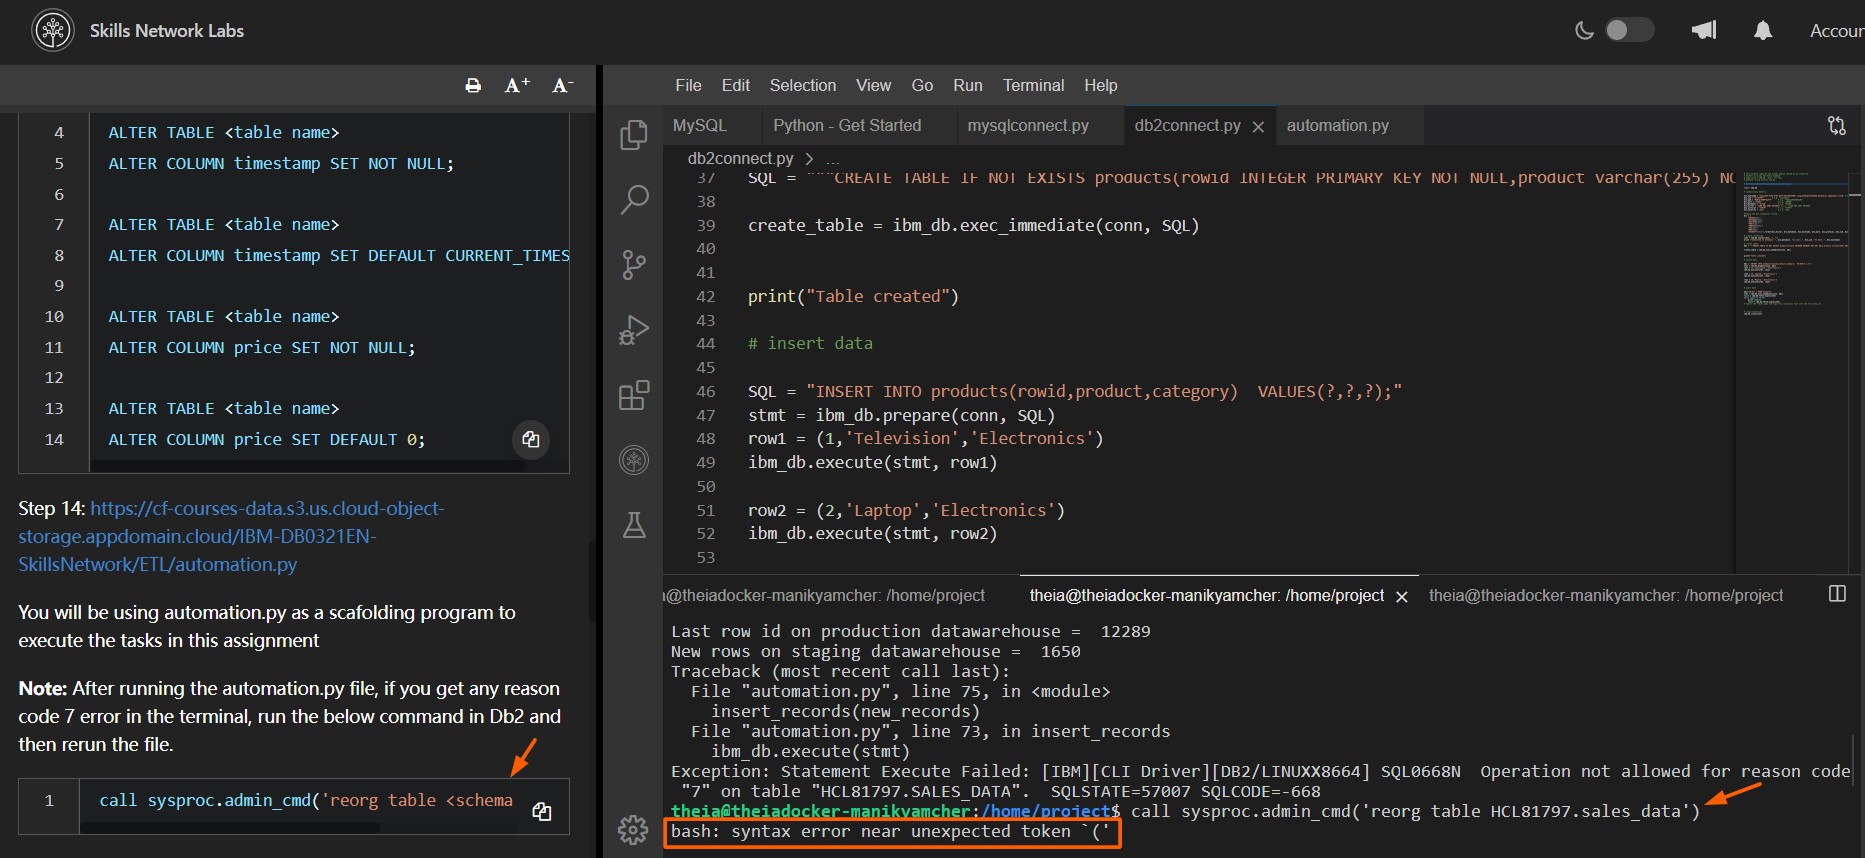 Skills Network Labs
Accoun
A+ A-
File Edit Selection View Go Run Terminal Help
4 ALTER TABLE <table name>
5 ALTER COLUMN timestamp SET NOT NULL;
6
7 ALTER TABLE <table name>
8 ALTER COLUMN timestamp SET DEFAULT CURRENT_TIMES
9
10 ALTER TABLE <table name>
11 ALTER COLUMN price SET NOT NULL;
12
13 ALTER TABLE <table name>
14 ALTER COLUMN price SET DEFAULT 0;
Step 14: https://cf-courses-data.s3.us.cloud-object-
storage.appdomain.cloud/IBM-DB0321EN-
SkillsNetwork/ETL/automation.py
You will be using automation.py as a scafolding program to
execute the tasks in this assignment
Note: After running the automation.py file, if you get any reason
code 7 error in the terminal, run the below command in Db2 and
then rerun the file.
1 call sysproc.admin_cmd('reorg table <schema
MySQL Python - Get Started mysqlconnect.py db2connect.py automation.py
db2connect.py > ...
37 SQL = """CREATE TABLE IF NOT EXISTS products(rowid INTEGER PRIMARY KEY NOT NULL,product varchar(255) NO
38
39 create_table = ibm_db.exec_immediate(conn, SQL)
40
41
42 print("Table created")
43
44 # insert data
45
46 SQL = "INSERT INTO products(rowid,product,category)  VALUES(?,?,?);"
47 stmt = ibm_db.prepare(conn, SQL)
48 row1 = (1,'Television','Electronics')
49 ibm_db.execute(stmt, row1)
50
51 row2 = (2,'Laptop','Electronics')
52 ibm_db.execute(stmt, row2)
53
@theiadocker-manikyamcher: /home/project theia@theiadocker-manikyamcher: /home/project theia@theiadocker-manikyamcher: /home/project
Last row id on production datawarehouse =  12289
New rows on staging datawarehouse =  1650
Traceback (most recent call last):
File "automation.py", line 75, in <module>
insert_records(new_records)
File "automation.py", line 73, in insert_records
ibm_db.execute(stmt)
Exception: Statement Execute Failed: [IBM][CLI Driver][DB2/LINUXX8664] SQL0668N  Operation not allowed for reason code
"7" on table "HCL81797.SALES_DATA".  SQLSTATE=57007 SQLCODE=-668
theia@theiadocker-manikyamcher:/home/project$ call sysproc.admin_cmd('reorg table HCL81797.sales_data')
bash: syntax error near unexpected token `('